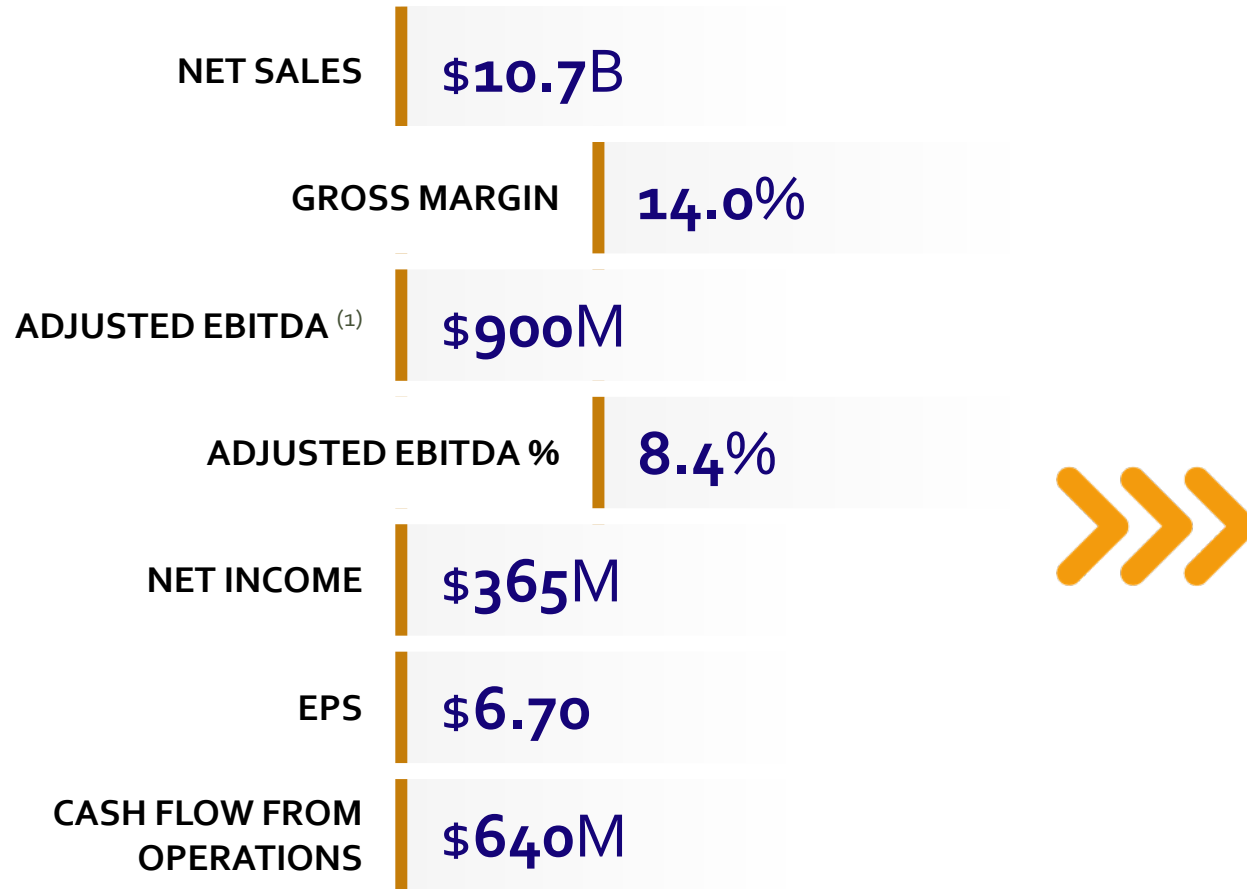 NET SALES
$10.7B
GROSS MARGIN
14.0%
ADJUSTED EBITDA (1)
$900M
ADJUSTED EBITDA %
8.4%
NET INCOME
$365M
EPS
$6.70
CASH FLOW FROM
OPERATIONS
$640M